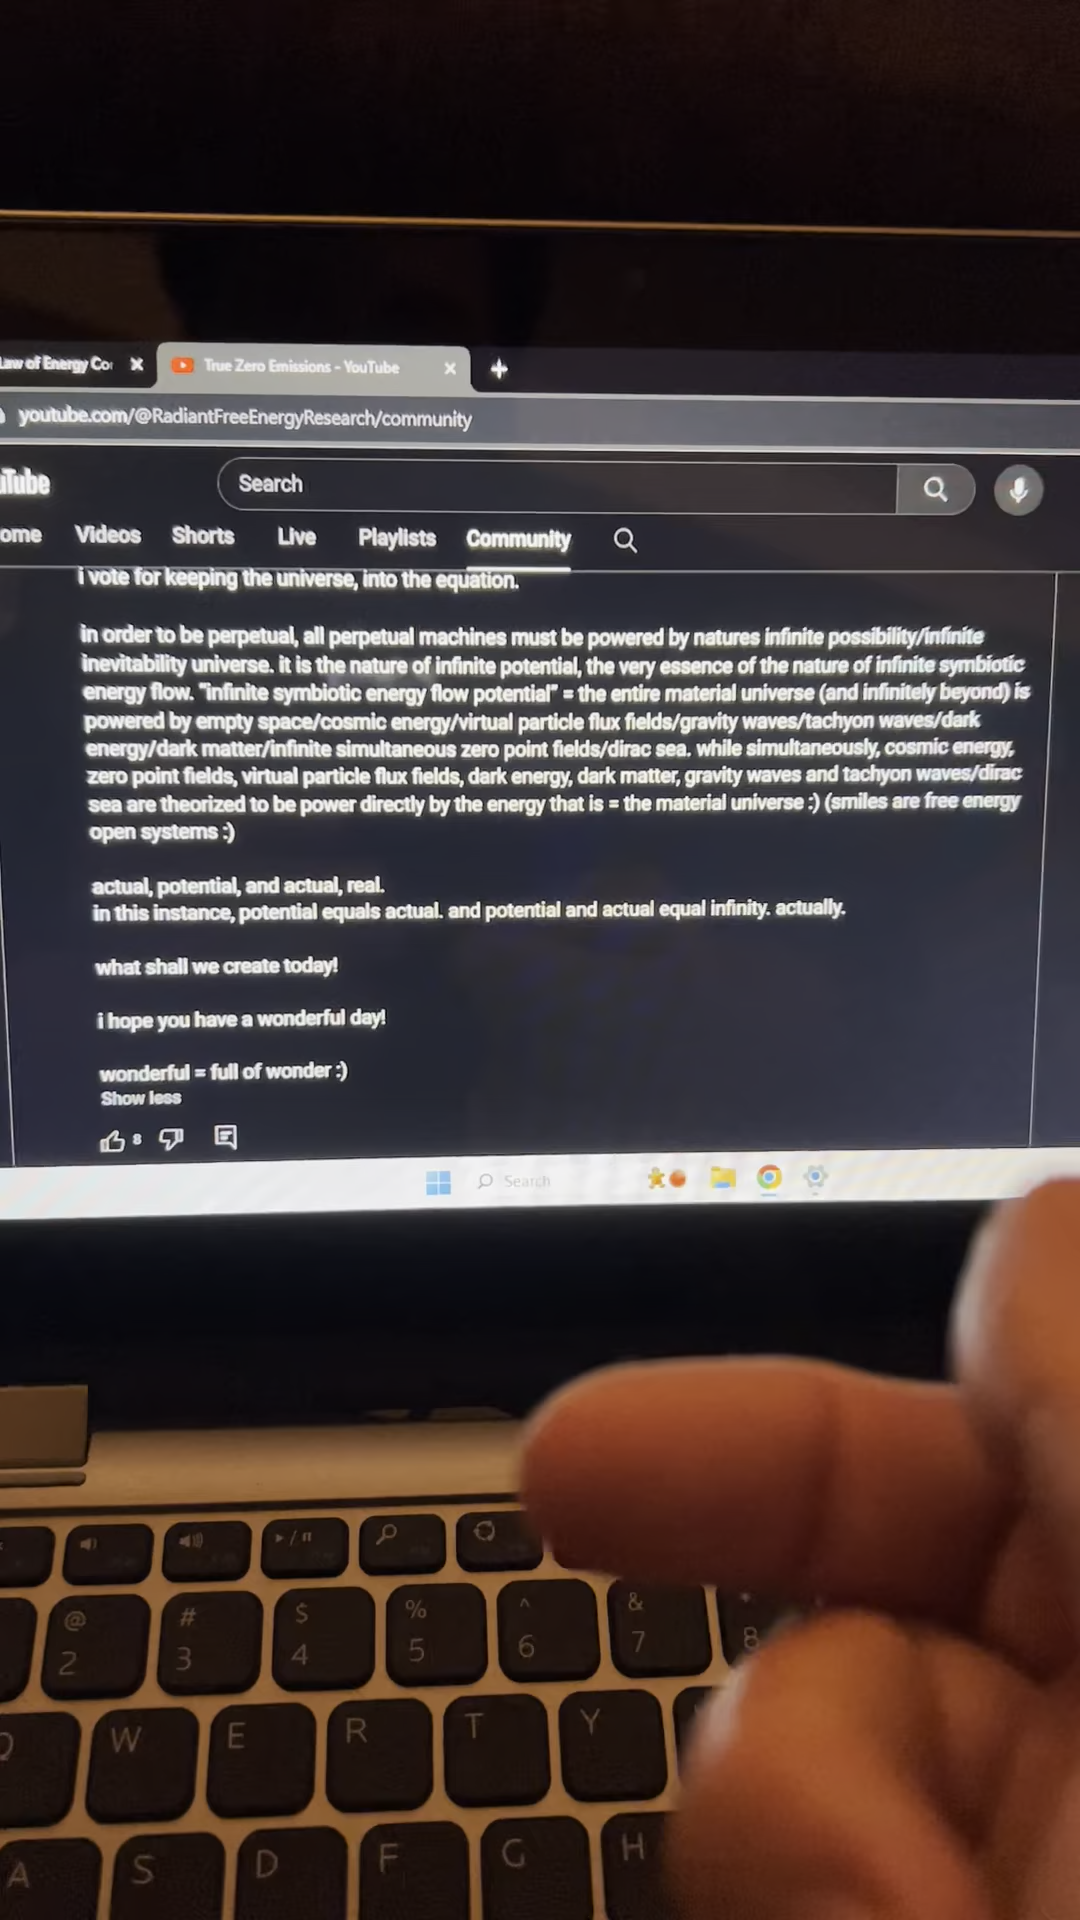 Law of Energy Co
True Zero Emissions - YouTube
youtube.com/@RadiantFreeEnergyResearch/community
uTube
Search
ome Videos Shorts Live Playlists Community
i vote for keeping the universe, into the equation.
in order to be perpetual, all perpetual machines must be powered by natures infinite possibility/infinite
inevitability universe. it is the nature of infinite potential, the very essence of the nature of infinite symbiotic
energy flow. "infinite symbiotic energy flow potential" = the entire material universe (and infinitely beyond) is
powered by empty space/cosmic energy/virtual particle flux fields/gravity waves/tachyon waves/dark
energy/dark matter/infinite simultaneous zero point fields/dirac sea. while simultaneously, cosmic energy,
zero point fields, virtual particle flux fields, dark energy, dark matter, gravity waves and tachyon waves/dirac
sea are theorized to be power directly by the energy that is = the material universe :) (smiles are free energy
open systems :)
actual, potential, and actual, real.
in this instance, potential equals actual. and potential and actual equal infinity. actually.
what shall we create today!
i hope you have a wonderful day!
wonderful = full of wonder :)
Show less
8
Search
@ # $ % ^ & *
2 3 4 5 6 7 8
Q W E R T Y
A S D F G H